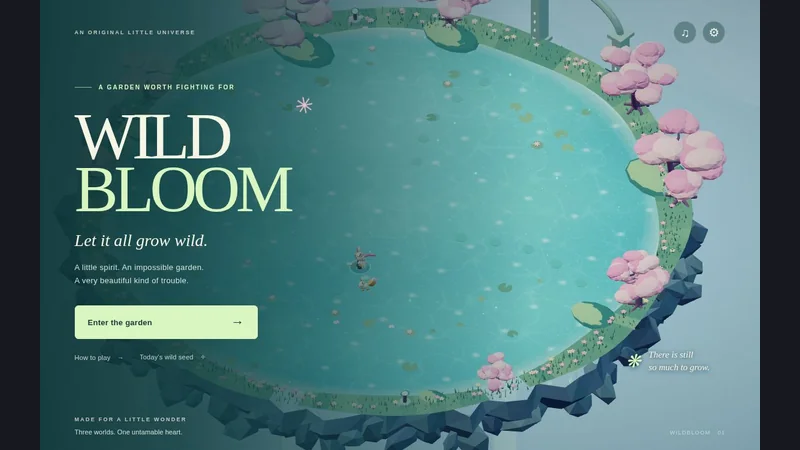 AN ORIGINAL LITTLE UNIVERSE
A GARDEN WORTH FIGHTING FOR
WILD
BLOOM
Let it all grow wild.
A little spirit. An impossible garden.
A very beautiful kind of trouble.
Enter the garden →
How to play
Today's wild seed
There is still
so much to grow.
MADE FOR A LITTLE WONDER
Three worlds. One untamable heart.
WILDBLOOM